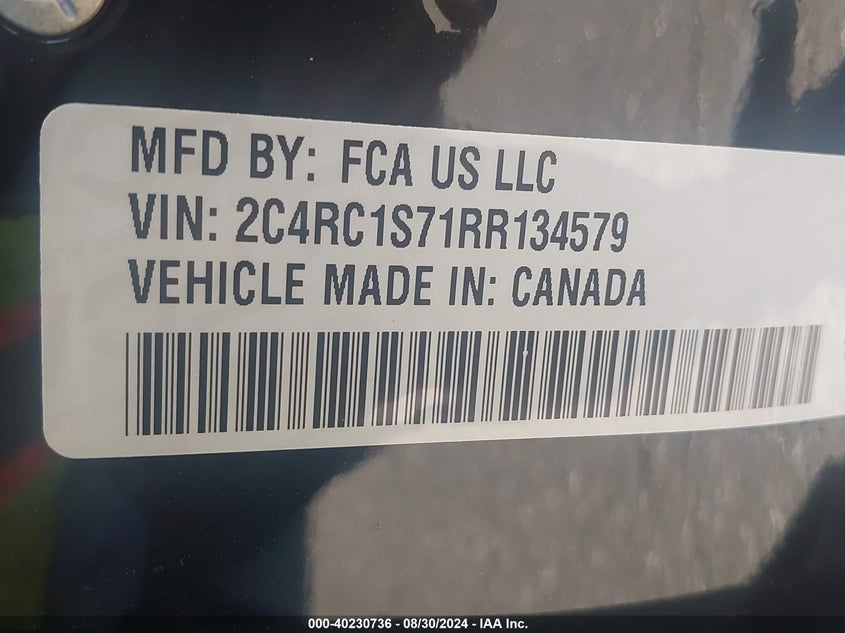 MFD BY: FCA US LLC
VIN: 2C4RC1S71RR134579
VEHICLE MADE IN: CANADA
000-40230736 - 08/30/2024 - IAA Inc.